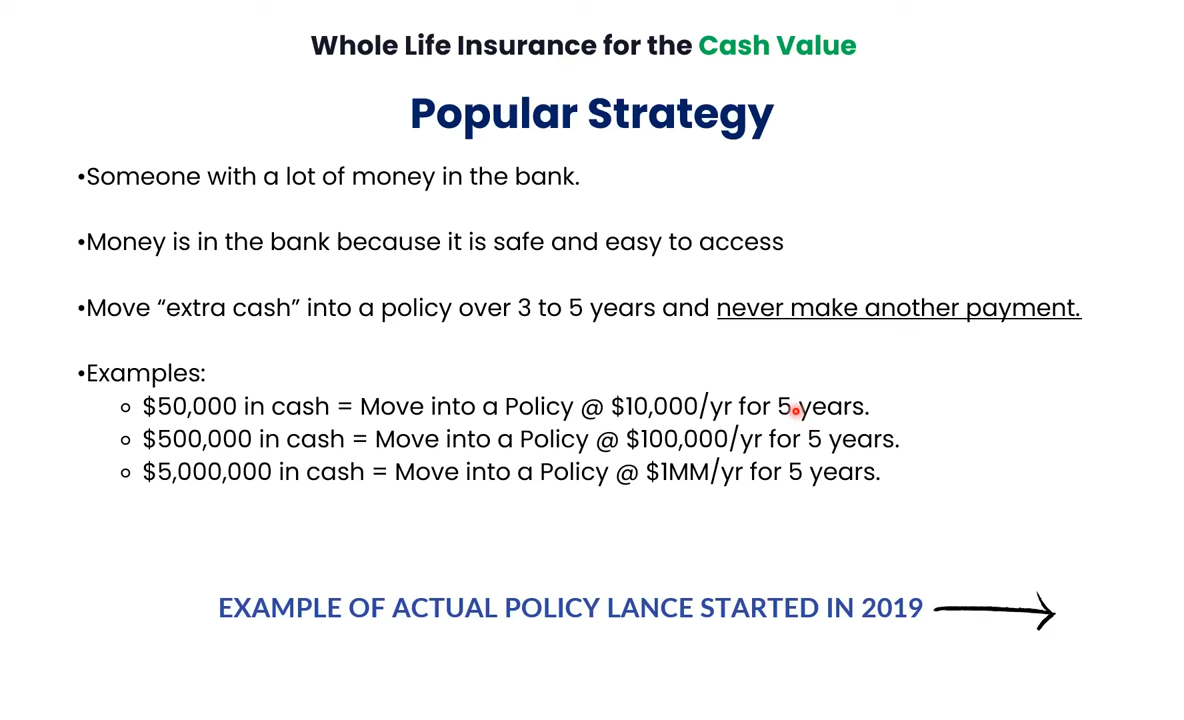 Whole Life Insurance for the Cash Value
Popular Strategy
•Someone with a lot of money in the bank.
•Money is in the bank because it is safe and easy to access
•Move “extra cash” into a policy over 3 to 5 years and never make another payment.
•Examples:
◦ $50,000 in cash = Move into a Policy @ $10,000/yr for 5 years.
◦ $500,000 in cash = Move into a Policy @ $100,000/yr for 5 years.
◦ $5,000,000 in cash = Move into a Policy @ $1MM/yr for 5 years.
EXAMPLE OF ACTUAL POLICY LANCE STARTED IN 2019